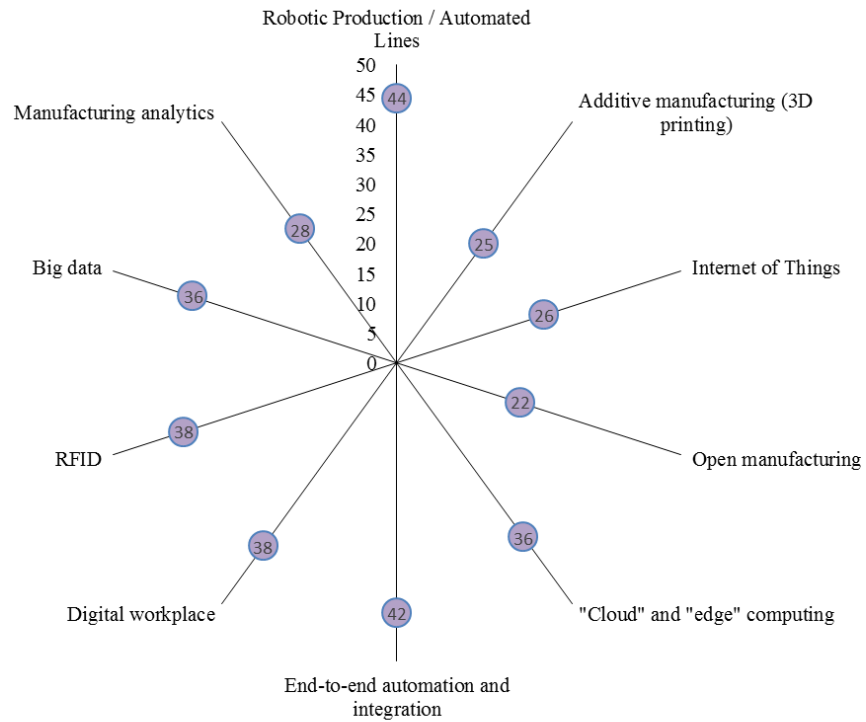 Robotic Production / Automated
Lines
50
45
44
40
35
30
25
20
15
10
5
0
Additive manufacturing (3D
printing)
25
Internet of Things
26
Open manufacturing
22
"Cloud" and "edge" computing
36
End-to-end automation and
integration
42
Digital workplace
38
RFID
38
Big data
36
Manufacturing analytics
28